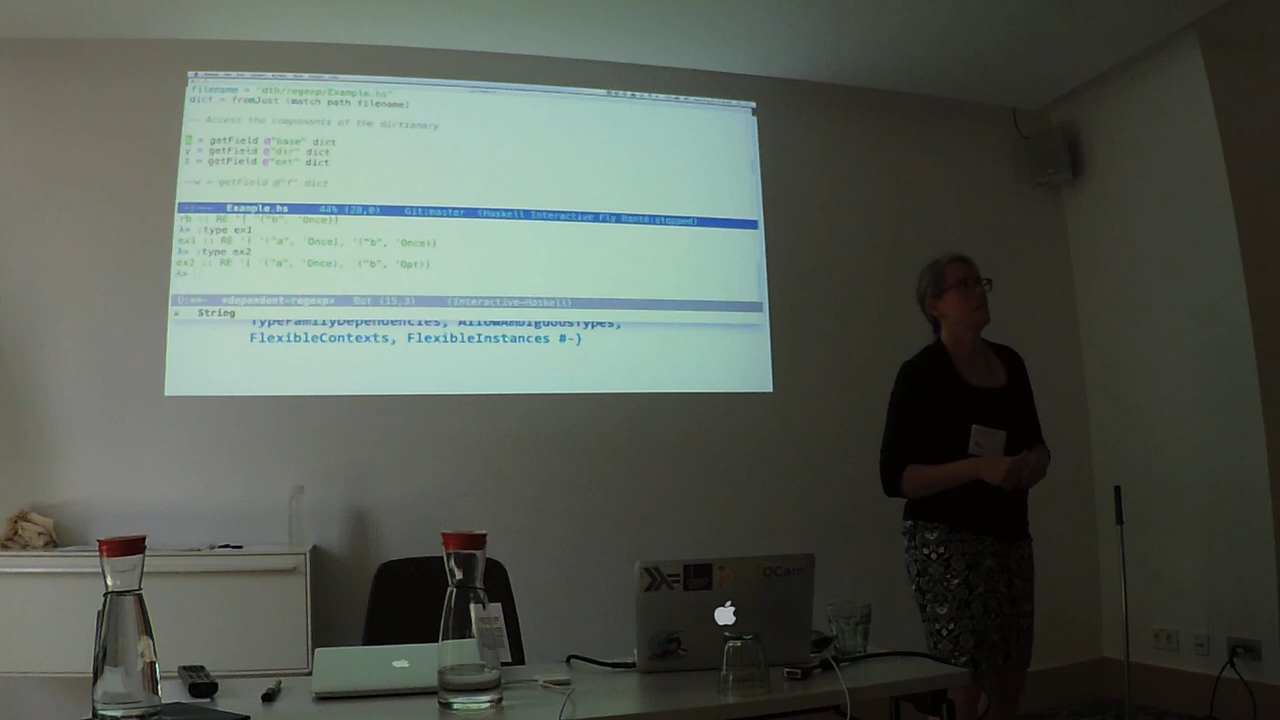 filename = "dth/regexp/Example.hs"
dict = fromJust (match path filename)
-- Access the components of the dictionary
= getField @"base" dict
y = getField @"dir" dict
z = getField @"ext" dict
--w = getField @"f" dict
Example.hs 44% (28,0) Git:master (Haskell Interactive Fly
rb :: RE '[ '("b", 'Once)]
λ> :type ex1
ex1 :: RE '[ '("a", 'Once), '("b", 'Once)]
λ> :type ex2
ex2 :: RE '[ '("a", 'Once), '("b", 'Opt)]
λ>
U:**- *dependent-regexp* Bot (15,3) (Interactive-Haskell)
String
TypeFamilyDependencies, AllowAmbiguousTypes,
FlexibleContexts, FlexibleInstances #-}
OCaml